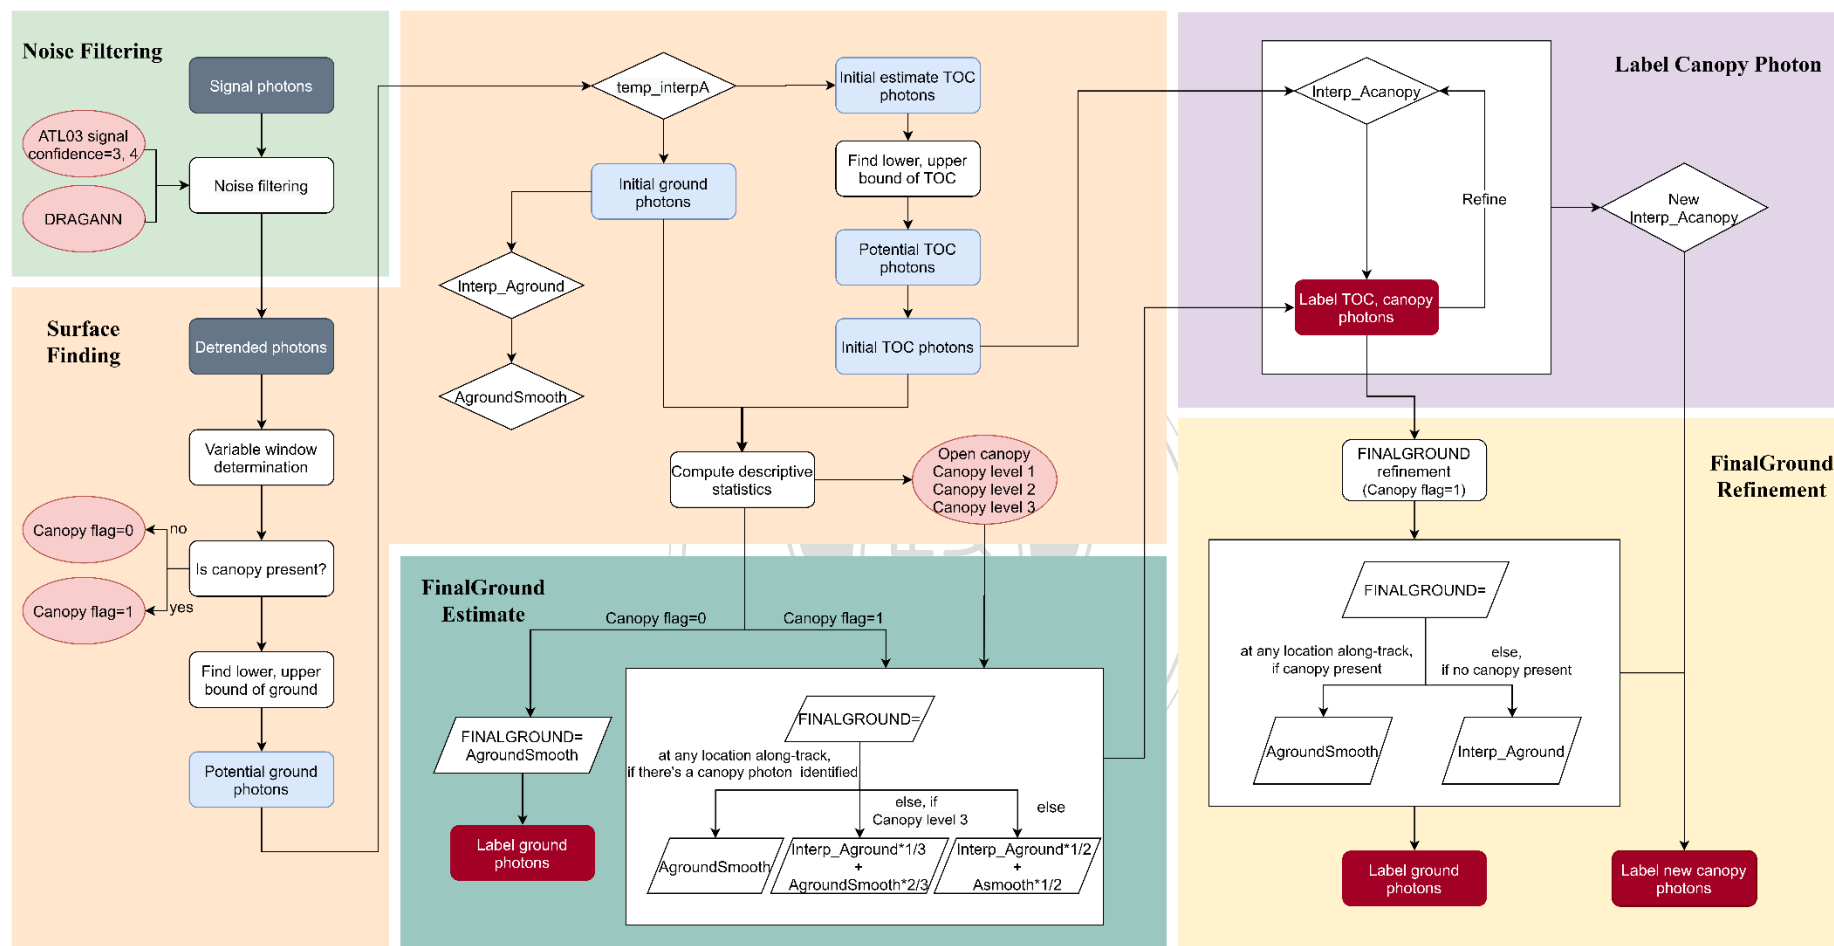 Noise Filtering
Signal photons
ATL03 signal
confidence=3, 4
Noise filtering
DRAGANN
Surface
Finding
Detrended photons
Variable window
determination
Canopy flag=0
no
Is canopy present?
Canopy flag=1
yes
Find lower, upper
bound of ground
Potential ground
photons
temp_interpA
Initial estimate TOC
photons
Find lower, upper
bound of TOC
Initial ground
photons
Potential TOC
photons
Interp_Aground
Initial TOC photons
AgroundSmooth
Compute descriptive
statistics
Open canopy
Canopy level 1
Canopy level 2
Canopy level 3
FinalGround
Estimate
Canopy flag=0
Canopy flag=1
FINALGROUND=
AgroundSmooth
Label ground
photons
FINALGROUND=
at any location along-track,
if there's a canopy photon identified
else, if
Canopy level 3
else
AgroundSmooth
Interp_Aground*1/3
+
AgroundSmooth*2/3
Interp_Aground*1/2
+
Asmooth*1/2
Label Canopy Photon
Interp_Acanopy
Refine
New
Interp_Acanopy
Label TOC, canopy
photons
FINALGROUND
refinement
(Canopy flag=1)
FinalGround
Refinement
FINALGROUND=
at any location along-track,
if canopy present
else,
if no canopy present
AgroundSmooth
Interp_Aground
Label ground
photons
Label new canopy
photons